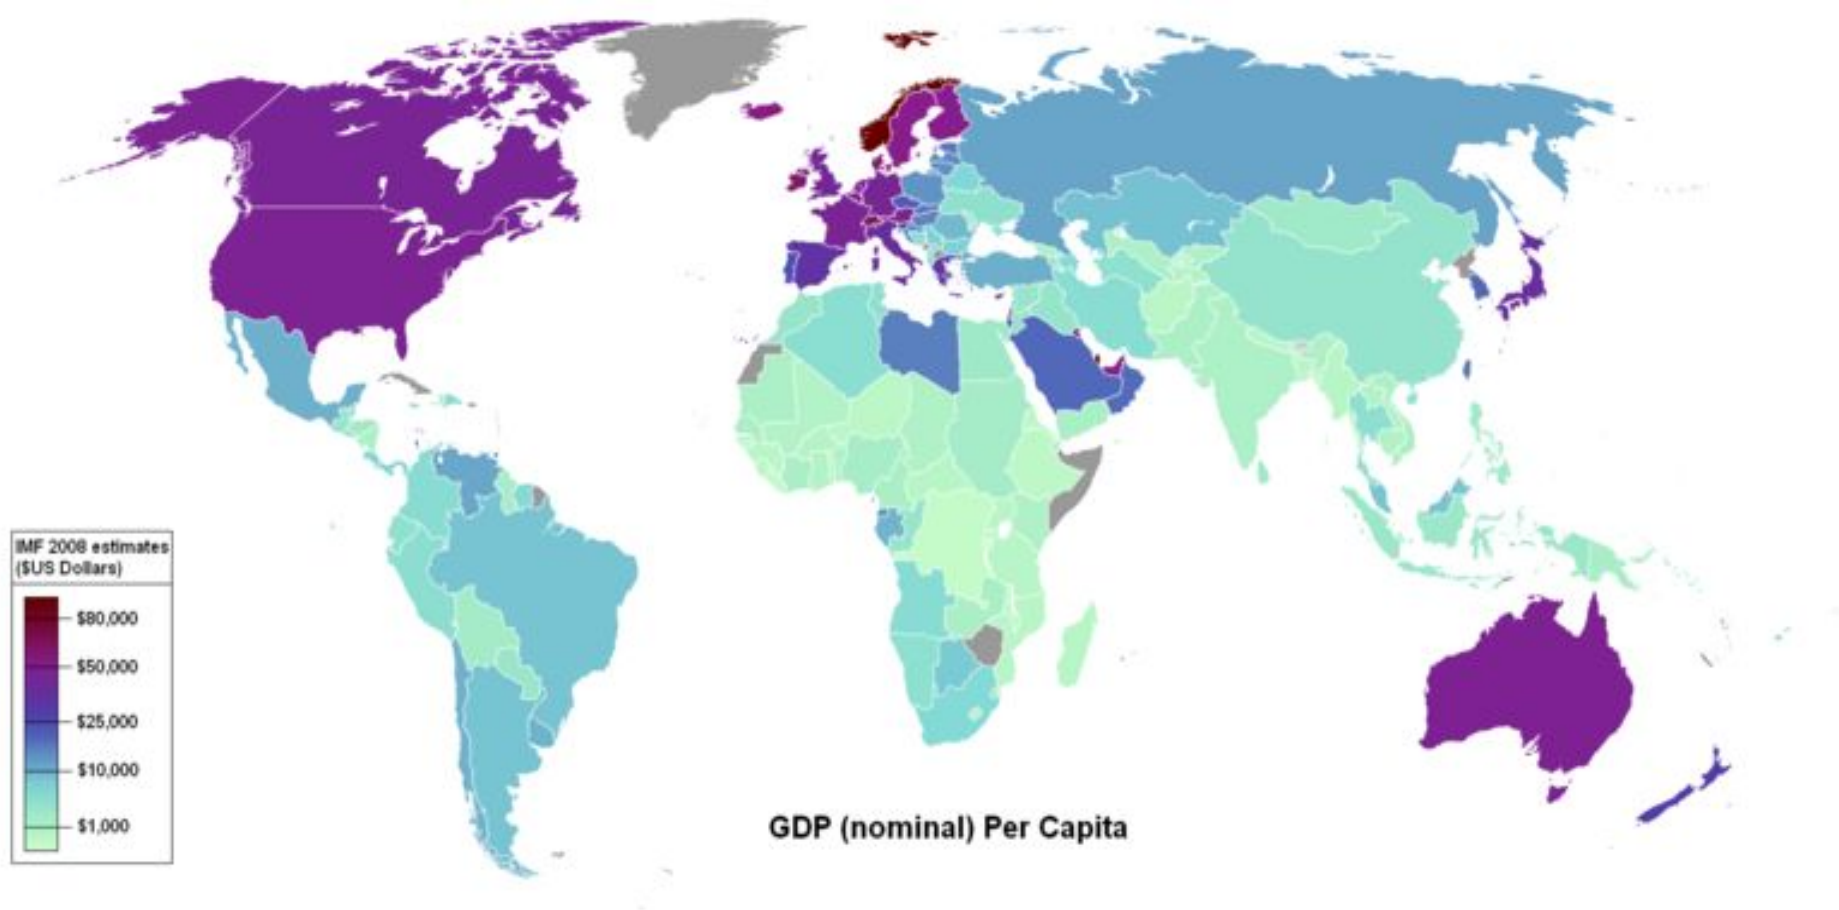 IMF 2008 estimates
($US Dollars)
$80,000
$50,000
$25,000
$10,000
$1,000
GDP (nominal) Per Capita